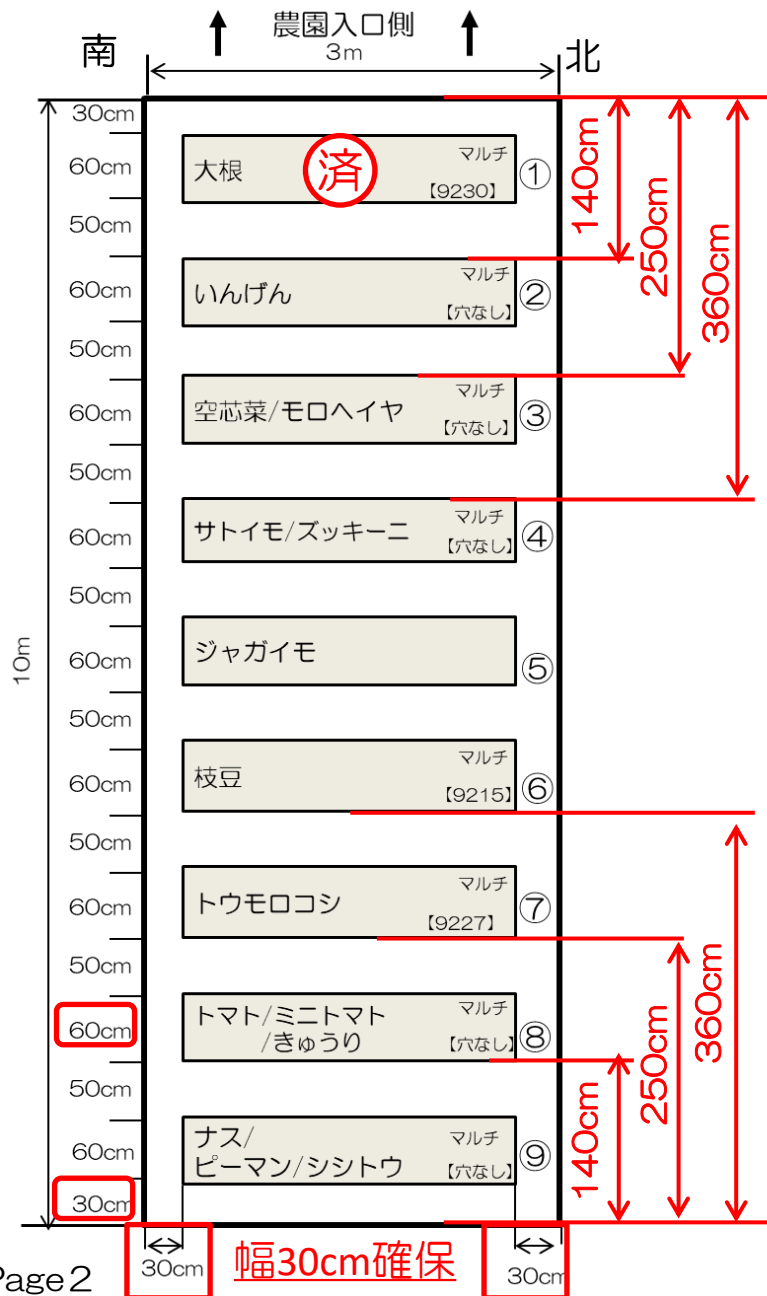 農園入口側
南
3m
北
30cm
60cm
大根
済
マルチ
【9230】
①
50cm
60cm
いんげん
マルチ
【穴なし】
②
50cm
60cm
空芯菜/モロヘイヤ
マルチ
【穴なし】
③
50cm
60cm
サトイモ/ズッキーニ
マルチ
【穴なし】
④
50cm
60cm
ジャガイモ
⑤
50cm
60cm
枝豆
マルチ
【9215】
⑥
50cm
60cm
トウモロコシ
マルチ
【9227】
⑦
50cm
60cm
トマト/ミニトマト
/きゅうり
マルチ
【穴なし】
⑧
50cm
60cm
ナス/
ピーマン/シシトウ
マルチ
【穴なし】
⑨
30cm
10m
140cm
250cm
360cm
360cm
250cm
140cm
30cm
幅30cm確保
30cm
Page2